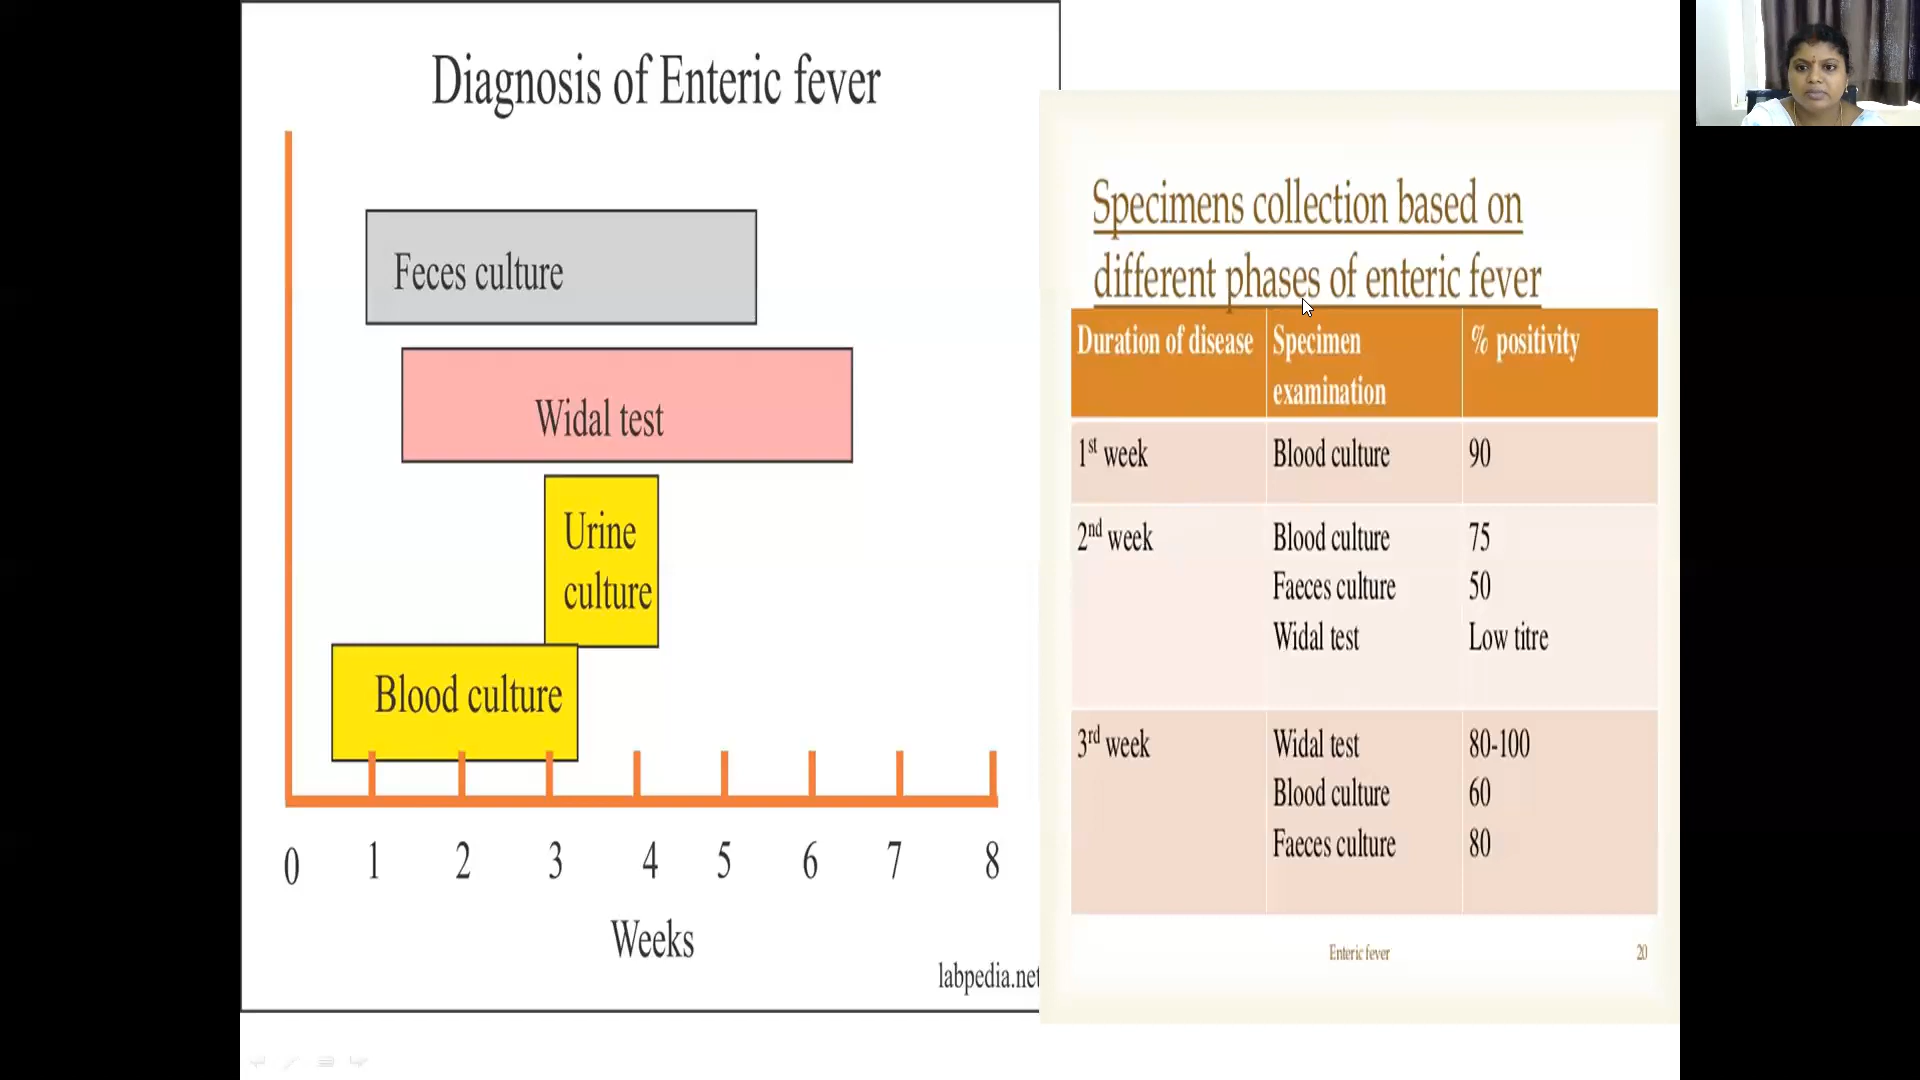 Diagnosis of Enteric fever
Feces culture
Widal test
Urine
culture
Blood culture
0 1 2 3 4 5 6 7 8
Weeks
labpedia.net
Specimens collection based on
different phases of enteric fever
Duration of disease Specimen examination % positivity
1st week Blood culture 90
2nd week Blood culture 75
Faeces culture 50
Widal test Low titre
3rd week Widal test 80-100
Blood culture 60
Faeces culture 80
Enteric fever 20